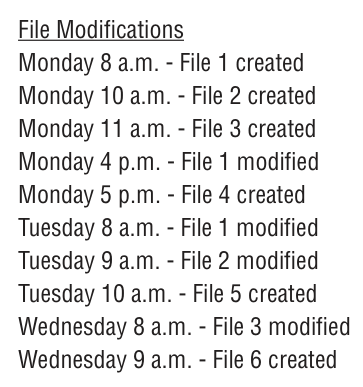 File Modifications
Monday 8 a.m. - File 1 created
Monday 10 a.m. - File 2 created
Monday 11 a.m. - File 3 created
Monday 4 p.m. - File 1 modified
Monday 5 p.m. - File 4 created
Tuesday 8 a.m. - File 1 modified
Tuesday 9 a.m. - File 2 modified
Tuesday 10 a.m. - File 5 created
Wednesday 8 a.m. - File 3 modified
Wednesday 9 a.m. - File 6 created